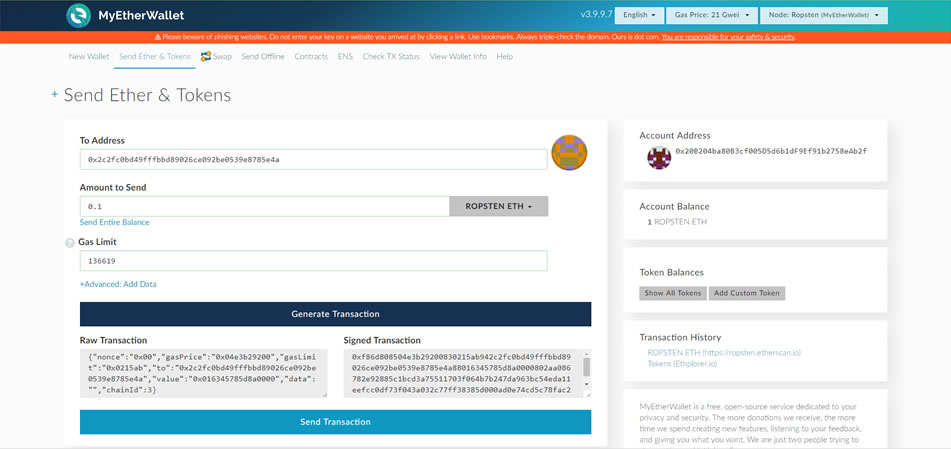 MyEtherWallet
v3.9.9.7
English
Gas Price: 21 Gwei
Node: Ropsten (MyEtherWallet)
Please beware of phishing websites. Do not enter your key on a website you arrived at by clicking a link. Use bookmarks. Always triple-check the domain. Ours is dot com. You are responsible for your safety & security.
New Wallet
Send Ether & Tokens
Swap
Send Offline
Contracts
ENS
Check TX Status
View Wallet Info
Help
+ Send Ether & Tokens
To Address
0x2c2fc0bd49fffbbd89026ce092be0539e8785e4a
Amount to Send
0.1
ROPSTEN ETH
Send Entire Balance
? Gas Limit
136619
+Advanced: Add Data
Generate Transaction
Raw Transaction
{"nonce":"0x00","gasPrice":"0x04e3b29200","gasLimi
t":"0x0215ab","to":"0x2c2fc0bd49fffbbd89026ce092be
0539e8785e4a","value":"0x016345785d8a0000","data":
"","chainId":3}
Signed Transaction
0xf86d808504e3b29200830215ab942c2fc0bd49fffbbd89
026ce092be0539e8785e4a88016345785d8a0000802aa086
782e92885c1bcd3a75511703f064b7b247da963bc54eda11
eefcc0df73f043a032c77ff38385d000ad0e74cd5c78fac2
Send Transaction
Account Address
0x20B204ba80B3cf005D5d6b1dF9Ef91b2758eAb2f
Account Balance
1 ROPSTEN ETH
Token Balances
Show All Tokens
Add Custom Token
Transaction History
ROPSTEN ETH (https://ropsten.etherscan.io)
Tokens (Ethplorer.io)
MyEtherWallet is a free, open-source service dedicated to your
privacy and security. The more donations we receive, the more
time we spend creating new features, listening to your feedback,
and giving you what you want. We are just two people trying to